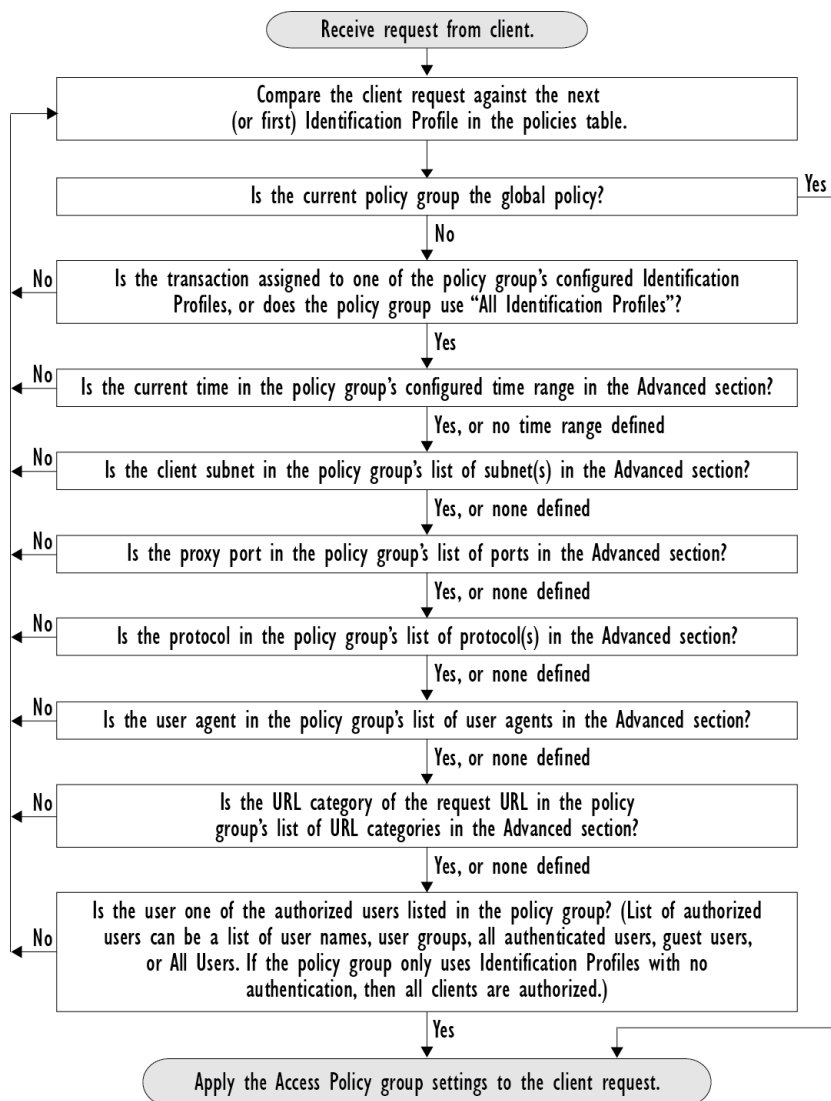 Receive request from client.
Compare the client request against the next
(or first) Identification Profile in the policies table.
Is the current policy group the global policy?
Yes
No
No
Is the transaction assigned to one of the policy group's configured Identification
Profiles, or does the policy group use “All Identification Profiles”?
Yes
No
Is the current time in the policy group's configured time range in the Advanced section?
Yes, or no time range defined
No
Is the client subnet in the policy group's list of subnet(s) in the Advanced section?
Yes, or none defined
No
Is the proxy port in the policy group's list of ports in the Advanced section?
Yes, or none defined
No
Is the protocol in the policy group's list of protocol(s) in the Advanced section?
Yes, or none defined
No
Is the user agent in the policy group's list of user agents in the Advanced section?
Yes, or none defined
No
Is the URL category of the request URL in the policy
group's list of URL categories in the Advanced section?
Yes, or none defined
No
Is the user one of the authorized users listed in the policy group? (List of authorized
users can be a list of user names, user groups, all authenticated users, guest users,
or All Users. If the policy group only uses Identification Profiles with no
authentication, then all clients are authorized.)
Yes
Apply the Access Policy group settings to the client request.